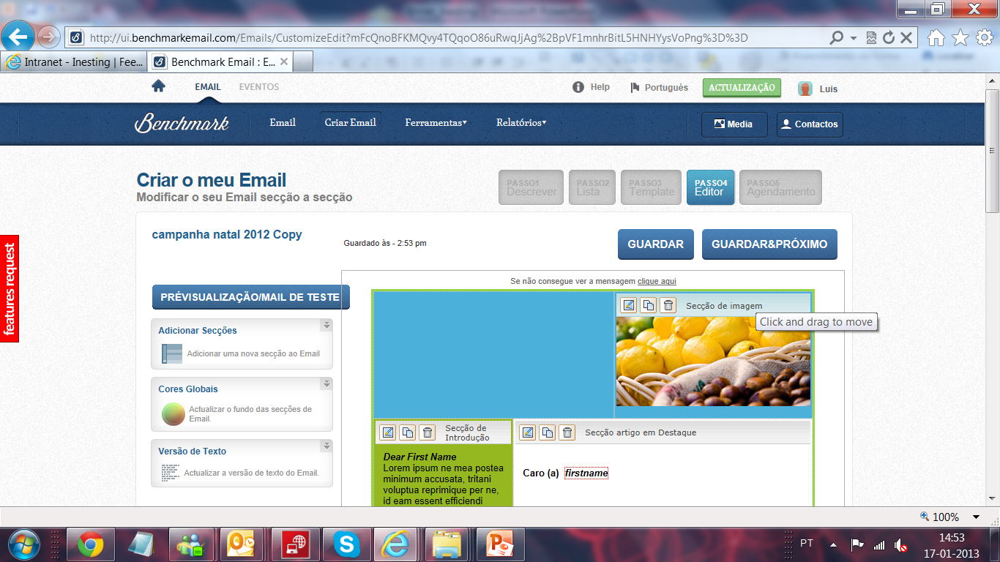 http://ui.benchmarkemail.com/Emails/CustomizeEdit?mFcQnoBFKMQvy4TQqoO86uRwqJjAg%2BpVF1mnhrBitL5HNHYysVoPng%3D%3D
Intranet - Inesting | Fee...
Benchmark Email : E...
EMAIL
EVENTOS
Help
Português
ACTUALIZAÇÃO
Luis
Benchmark
Email
Criar Email
Ferramentas
Relatórios
Media
Contactos
Criar o meu Email
Modificar o seu Email secção a secção
PASSO1
Descrever
PASSO2
Lista
PASSO3
Template
PASSO4
Editor
PASSO5
Agendamento
features request
campanha natal 2012 Copy
Guardado às - 2:53 pm
GUARDAR
GUARDAR&PRÓXIMO
PRÉVISUALIZAÇÃO/MAIL DE TESTE
Adicionar Secções
Adicionar uma nova secção ao Email
Cores Globais
Actualizar o fundo das secções de
Email.
Versão de Texto
Actualizar a versão de texto do Email.
Se não consegue ver a mensagem clique aqui
Secção de imagem
Click and drag to move
Secção de
Introdução
Dear First Name
Lorem ipsum ne mea postea
minimum accusata, tritani
voluptua reprimique per ne,
id eam essent efficiendi
Secção artigo em Destaque
Caro (a) firstname
100%
PT
14:53
17-01-2013